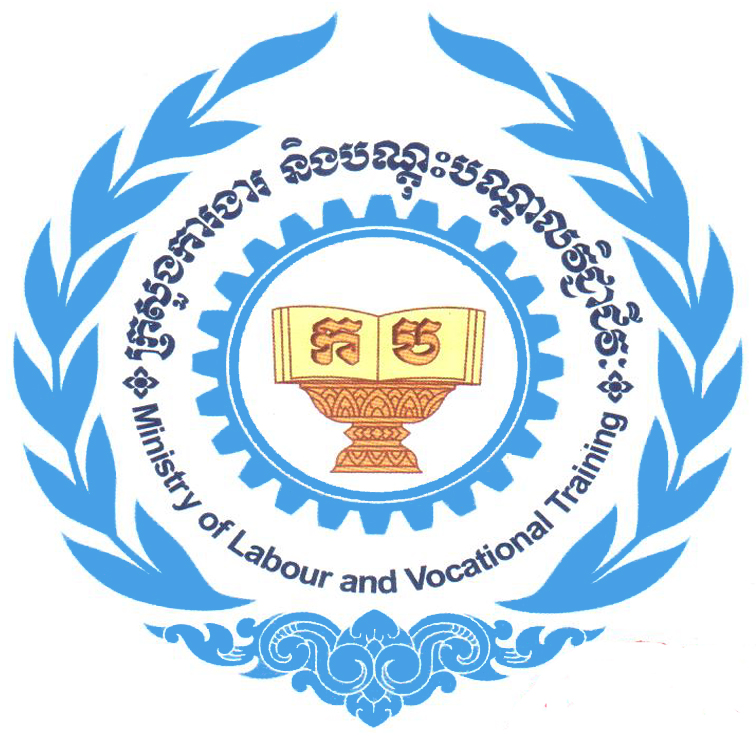 ក្រសួងការងារ និងបណ្តុះបណ្តាលវិជ្ជាជីវៈ
ក ប
Ministry of Labour and Vocational Training